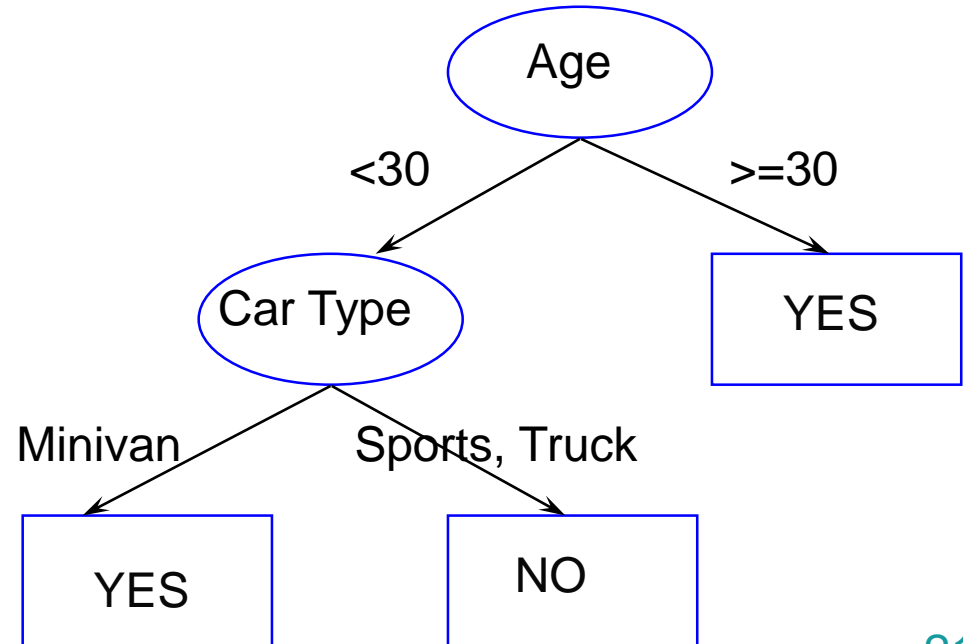 Age
<30
>=30
Car Type
YES
Minivan
Sports, Truck
YES
NO